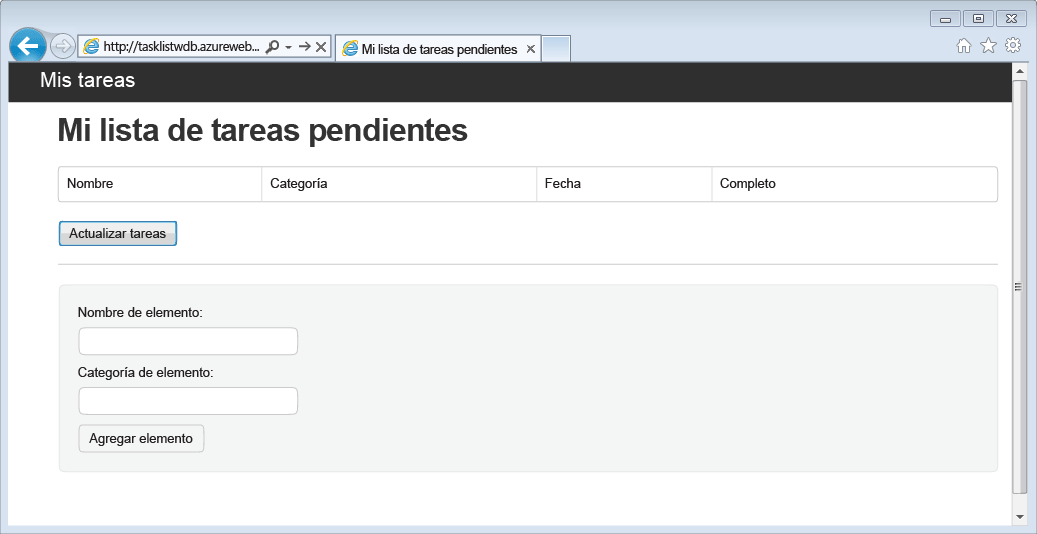 http://tasklistwdb.azureweb...
Mi lista de tareas pendientes
Mis tareas
Mi lista de tareas pendientes
Nombre Categoría Fecha Completo
Actualizar tareas
Nombre de elemento:
Categoría de elemento:
Agregar elemento